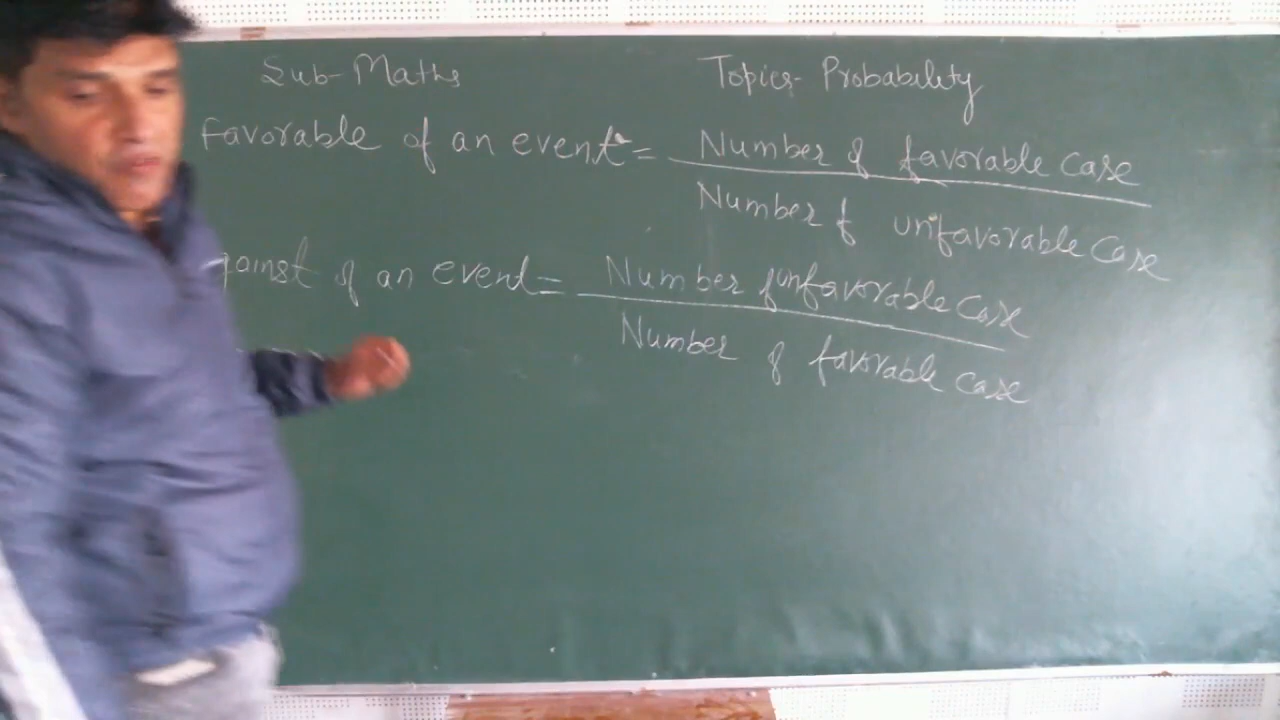 Sub- Maths
Topics- Probability
favorable of an event = Number of favorable case
Number of unfavorable case
gainst of an event = Number of unfavorable case
Number of favorable case